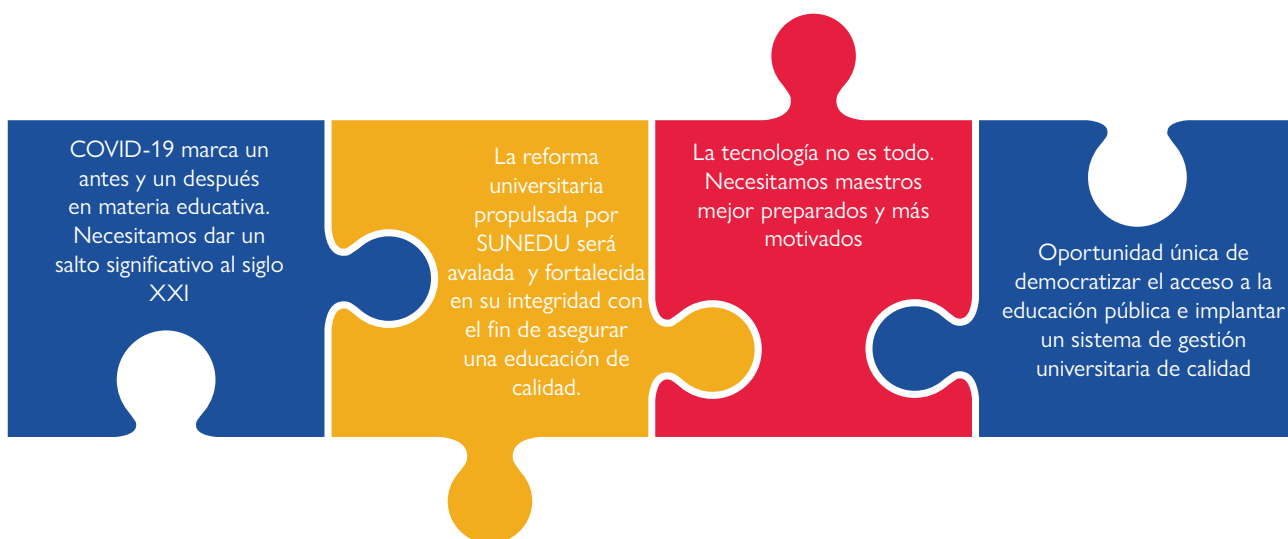 COVID-19 marca un
antes y un después
en materia educativa.
Necesitamos dar un
salto significativo al siglo
XXI
La reforma
universitaria
propulsada por
SUNEDU será
avalada y fortalecida
en su integridad con
el fin de asegurar
una educación de
calidad.
La tecnología no es todo.
Necesitamos maestros
mejor preparados y más
motivados
Oportunidad única de
democratizar el acceso a la
educación pública e implantar
un sistema de gestión
universitaria de calidad